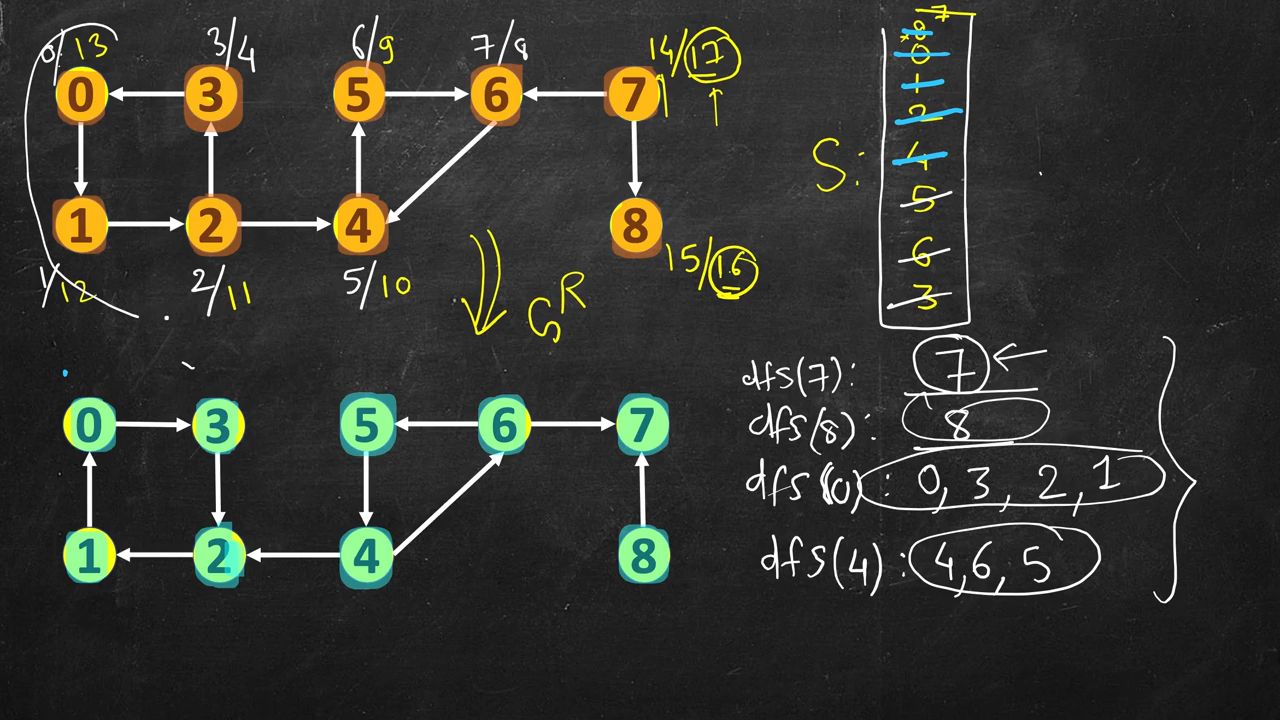 0/13 3/4 6/9 7/8 14/17
0 3 5 6 7
1 2 4 8
1/12 2/11 5/10 15/16
S:
7
8
0
1
2
4
5
6
3
G^R
0 3 5 6 7
1 2 4 8
dfs(7): 7
dfs(8): 8
dfs(0): 0, 3, 2, 1
dfs(4): 4, 6, 5